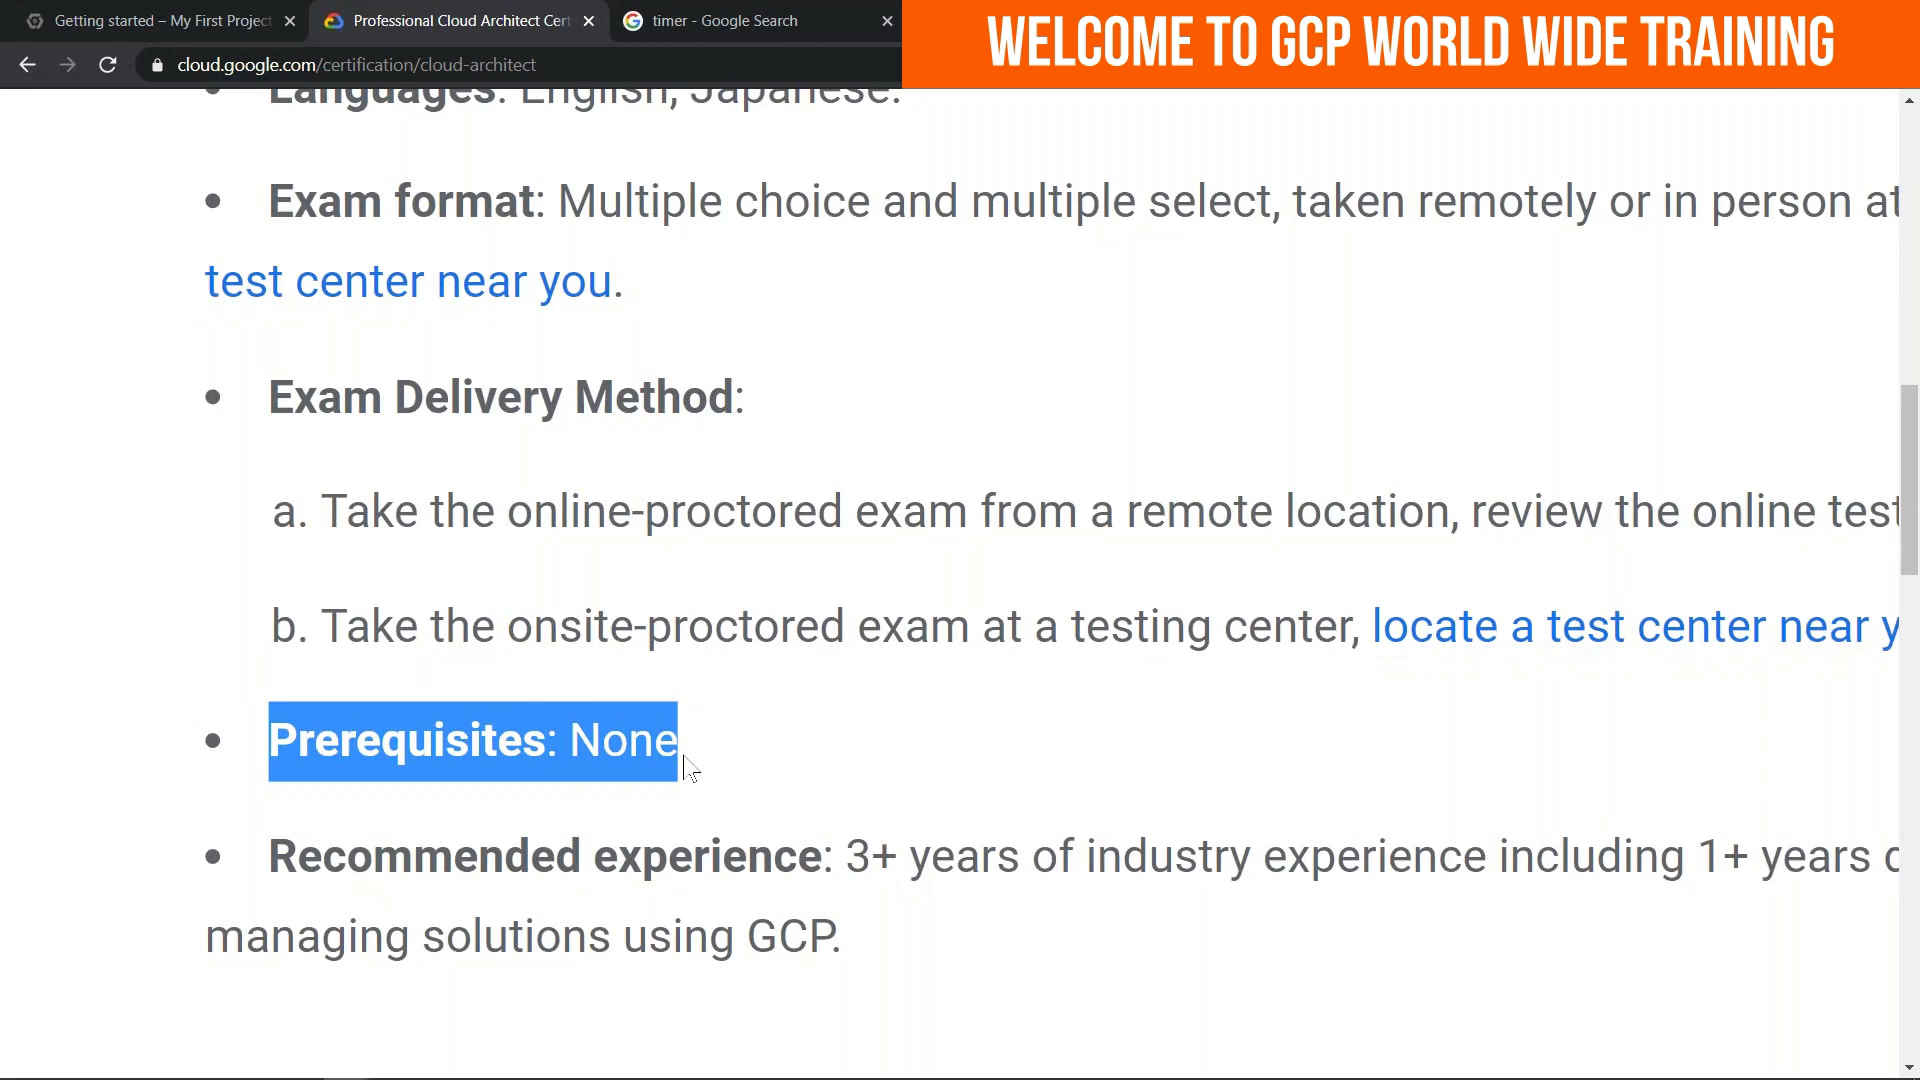 Getting started – My First Project
Professional Cloud Architect Cert
timer - Google Search
WELCOME TO GCP WORLD WIDE TRAINING
cloud.google.com/certification/cloud-architect
Languages: English, Japanese.
Exam format: Multiple choice and multiple select, taken remotely or in person at
test center near you.
Exam Delivery Method:
a. Take the online-proctored exam from a remote location, review the online test
b. Take the onsite-proctored exam at a testing center, locate a test center near y
Prerequisites: None
Recommended experience: 3+ years of industry experience including 1+ years
managing solutions using GCP.